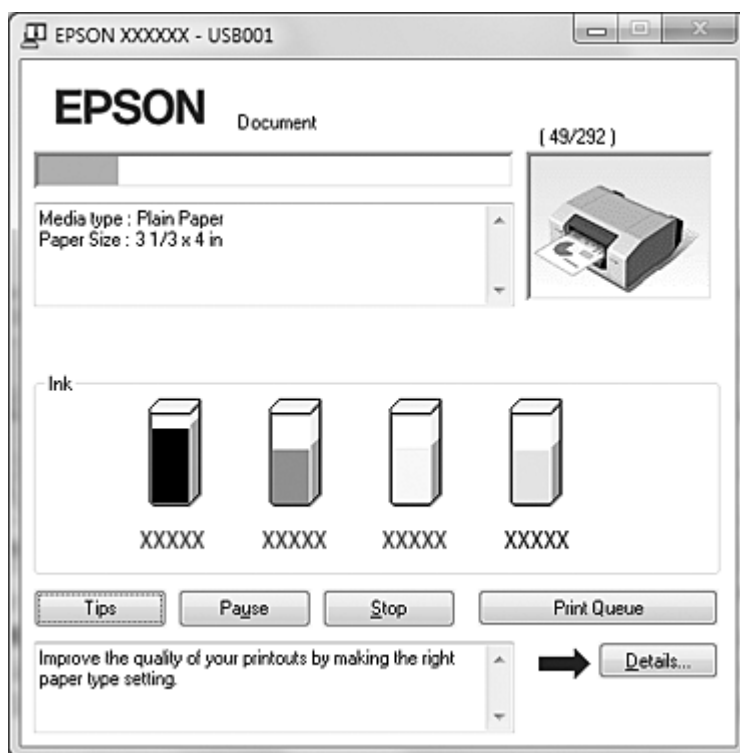 EPSON XXXXXX - USB001
EPSON
Document
( 49/292 )
Media type : Plain Paper
Paper Size : 3 1/3 x 4 in
Ink
XXXXX XXXXX XXXXX XXXXX
Tips Pause Stop Print Queue
Improve the quality of your printouts by making the right
paper type setting.
Details...